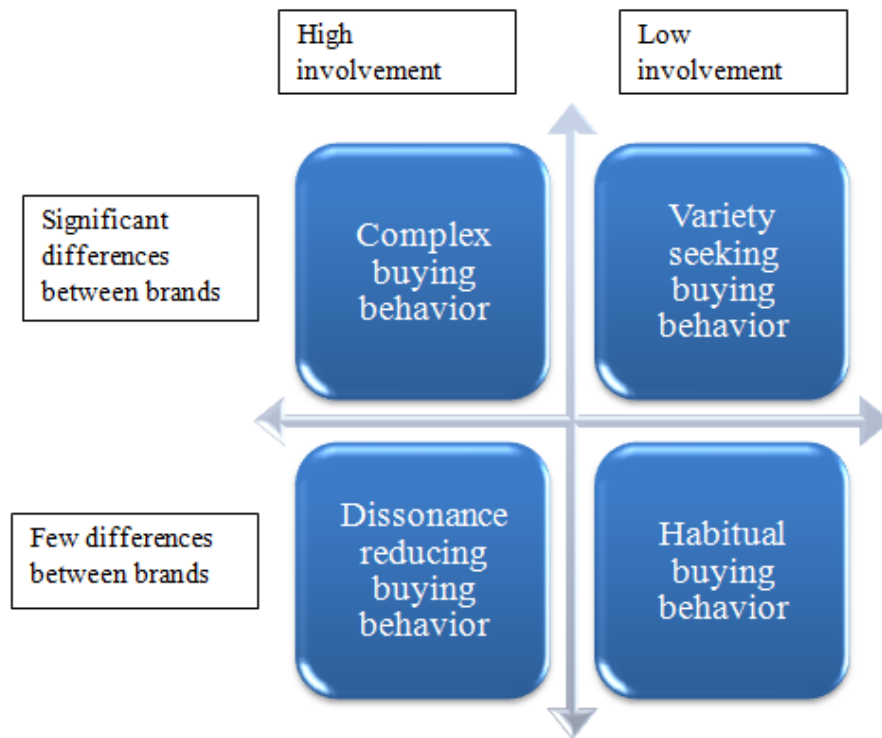 High
involvement
Low
involvement
Significant
differences
between brands
Complex
buying
behavior
Variety
seeking
buying
behavior
Few differences
between brands
Dissonance
reducing
buying
behavior
Habitual
buying
behavior